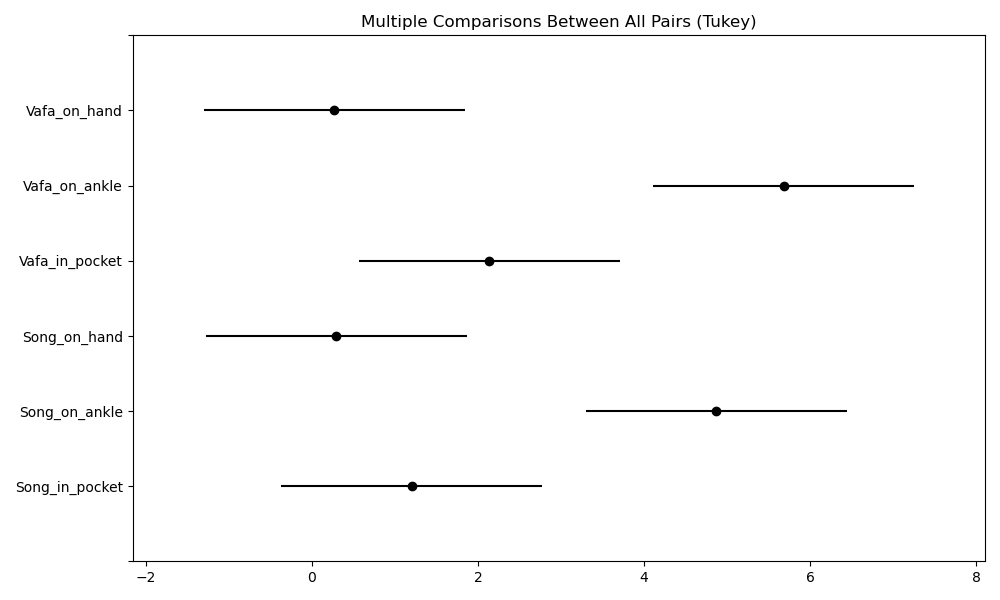 Multiple Comparisons Between All Pairs (Tukey)
Vafa_on_hand
Vafa_on_ankle
Vafa_in_pocket
Song_on_hand
Song_on_ankle
Song_in_pocket
−2 0 2 4 6 8